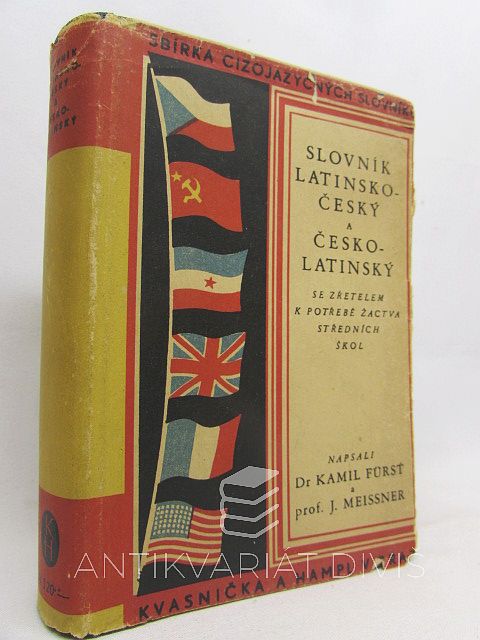 SBÍRKA CIZOJAZYČNÝCH SLOVNÍKŮ
SLOVNÍK
LATINSKO-
ČESKÝ
A
ČESKO-
LATINSKÝ
SE ZŘETELEM
K POTŘEBĚ ŽACTVA
STŘEDNÍCH
ŠKOL
NAPSALI
Dr KAMIL FÜRST
a
prof. J. MEISSNER
KVASNIČKA A HAMPL
ANTIKVARIÁT DIVIŠ
KH